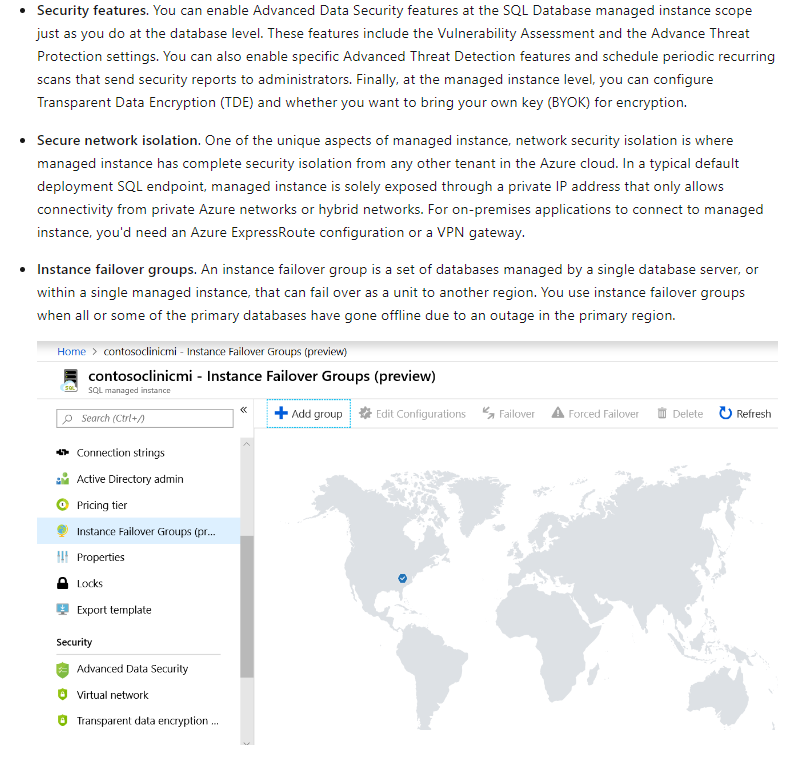 Security features. You can enable Advanced Data Security features at the SQL Database managed instance scope
just as you do at the database level. These features include the Vulnerability Assessment and the Advance Threat
Protection settings. You can also enable specific Advanced Threat Detection features and schedule periodic recurring
scans that send security reports to administrators. Finally, at the managed instance level, you can configure
Transparent Data Encryption (TDE) and whether you want to bring your own key (BYOK) for encryption.
Secure network isolation. One of the unique aspects of managed instance, network security isolation is where
managed instance has complete security isolation from any other tenant in the Azure cloud. In a typical default
deployment SQL endpoint, managed instance is solely exposed through a private IP address that only allows
connectivity from private Azure networks or hybrid networks. For on-premises applications to connect to managed
instance, you'd need an Azure ExpressRoute configuration or a VPN gateway.
Instance failover groups. An instance failover group is a set of databases managed by a single database server, or
within a single managed instance, that can fail over as a unit to another region. You use instance failover groups
when all or some of the primary databases have gone offline due to an outage in the primary region.
Home > contosoclinicmi - Instance Failover Groups (preview)
contosoclinicmi - Instance Failover Groups (preview)
SQL managed instance
Search (Ctrl+/)
«
Add group
Edit Configurations
Failover
Forced Failover
Delete
Refresh
Connection strings
Active Directory admin
Pricing tier
Instance Failover Groups (pr...
Properties
Locks
Export template
Security
Advanced Data Security
Virtual network
Transparent data encryption ...